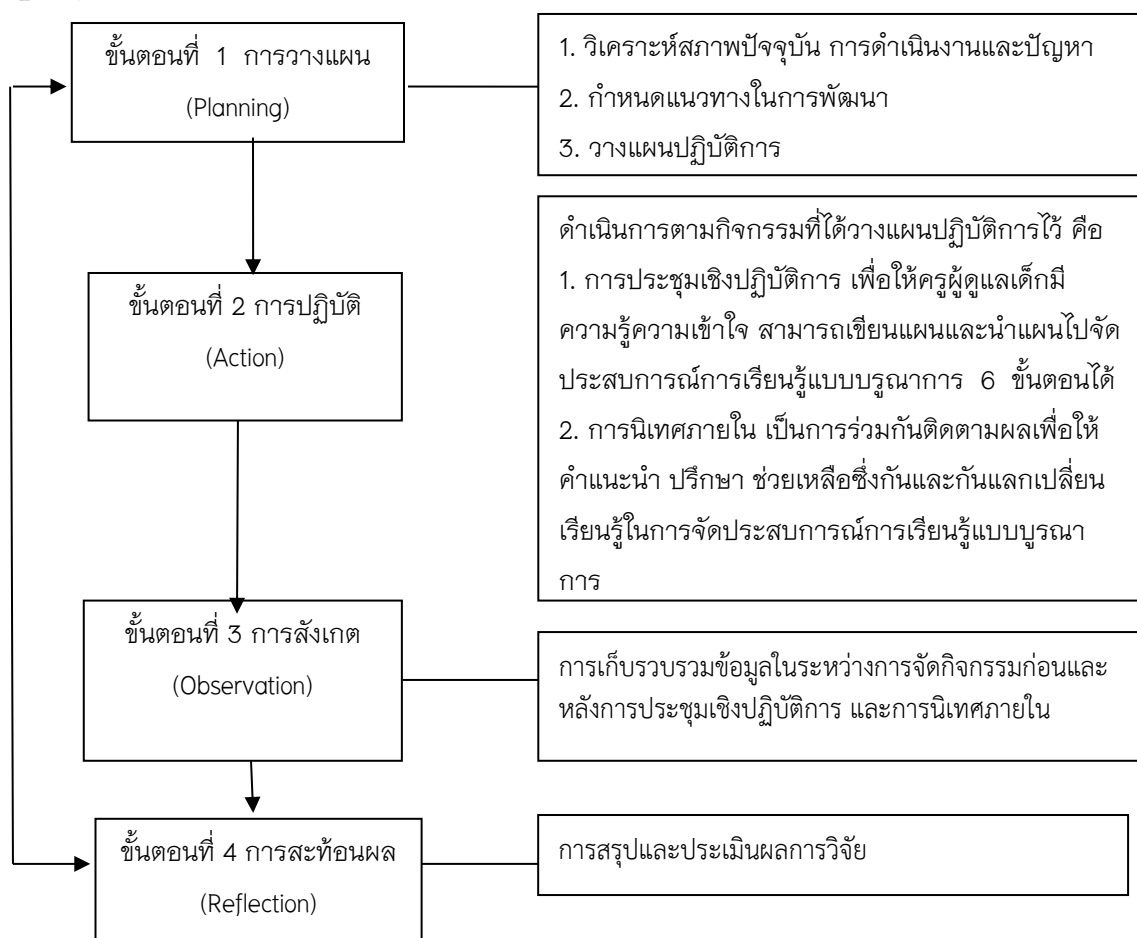 ขั้นตอนที่ 1 การวางแผน
(Planning)
1. วิเคราะห์สภาพปัจจุบัน การดำเนินงานและปัญหา
2. กำหนดแนวทางในการพัฒนา
3. วางแผนปฏิบัติการ
ขั้นตอนที่ 2 การปฏิบัติ
(Action)
ดำเนินการตามกิจกรรมที่ได้วางแผนปฏิบัติการไว้ คือ
1. การประชุมเชิงปฏิบัติการ เพื่อให้ครูผู้ดูแลเด็กมี
ความรู้ความเข้าใจ สามารถเขียนแผนและนำแผนไปจัด
ประสบการณ์การเรียนรู้แบบบรูณาการ 6 ขั้นตอนได้
2. การนิเทศภายใน เป็นการร่วมกันติดตามผลเพื่อให้
คำแนะนำ ปรึกษา ช่วยเหลือซึ่งกันและกันแลกเปลี่ยน
เรียนรู้ในการจัดประสบการณ์การเรียนรู้แบบบูรณา
การ
ขั้นตอนที่ 3 การสังเกต
(Observation)
การเก็บรวบรวมข้อมูลในระหว่างการจัดกิจกรรมก่อนและ
หลังการประชุมเชิงปฏิบัติการ และการนิเทศภายใน
ขั้นตอนที่ 4 การสะท้อนผล
(Reflection)
การสรุปและประเมินผลการวิจัย